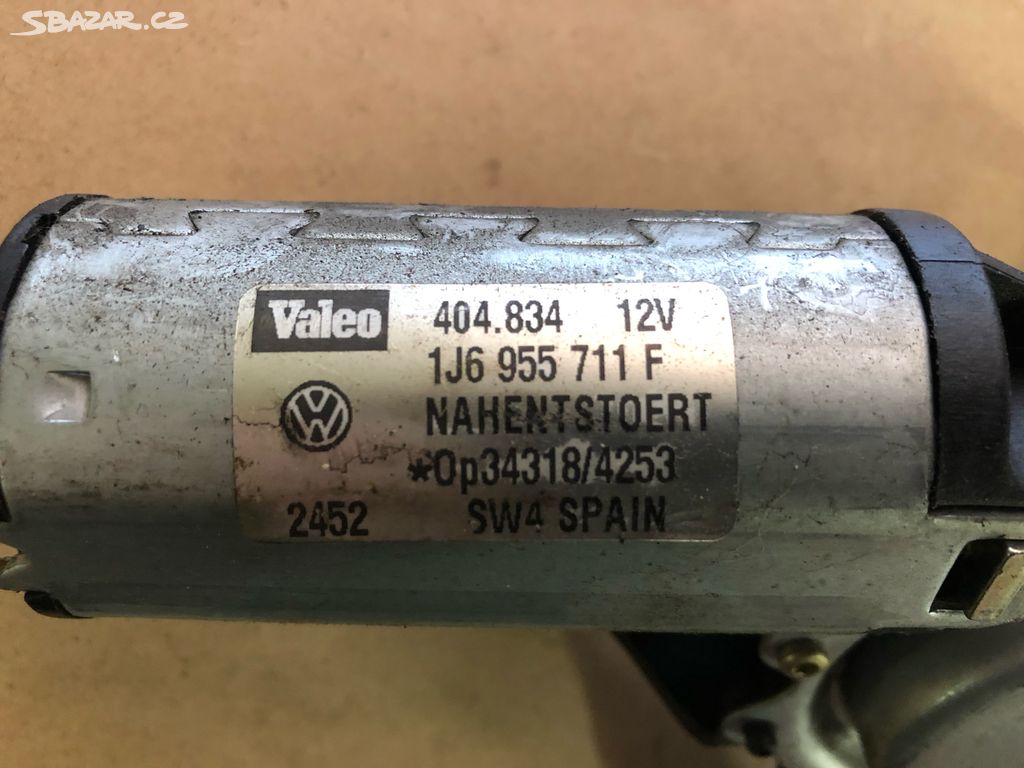 SBAZAR.CZ
Valeo 404.834 12V
1J6 955 711 F
NAHENTSTOERT
*Op34318/4253
2452 SW4 SPAIN